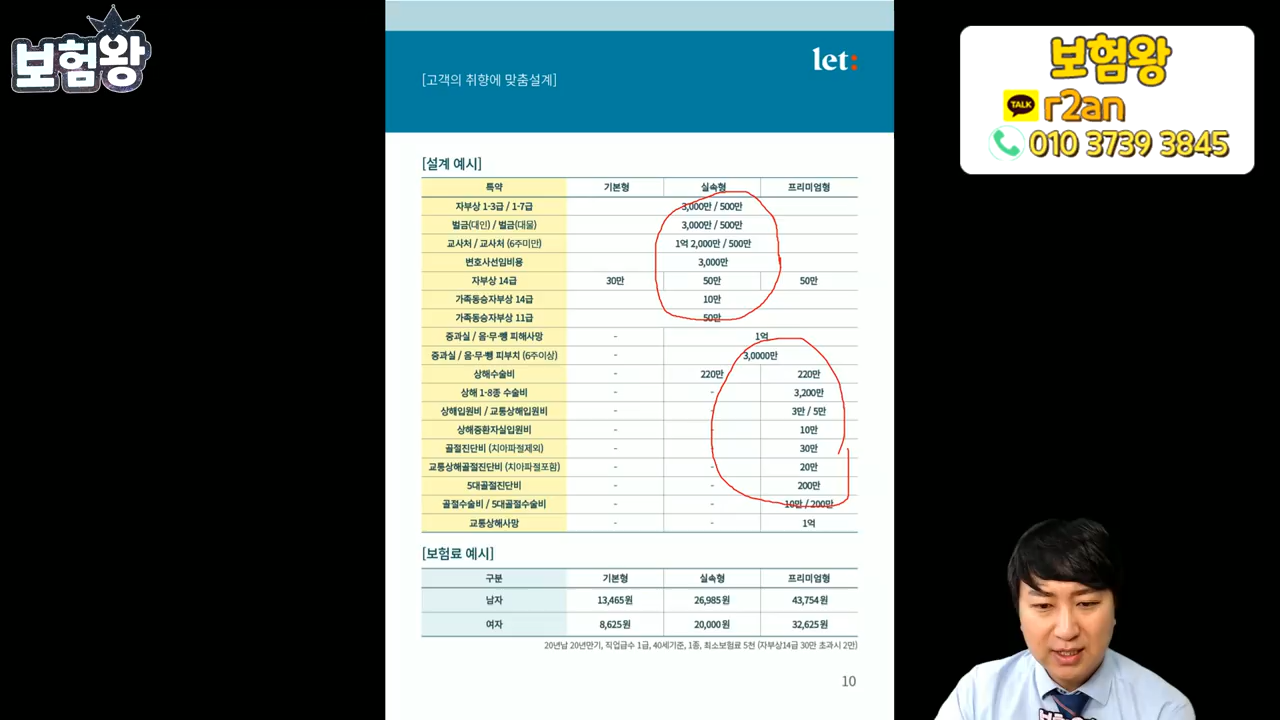 보험왕
[고객의 취향에 맞춤설계]
let:
보험왕
TALK r2an
010 3739 3845
[설계 예시]
특약 기본형 실속형 프리미엄형
자부상 1-3급 / 1-7급 3,000만 / 500만
벌금(대인) / 벌금(대물) 3,000만 / 500만
교사처 / 교사처 (6주미만) 1억 2,000만 / 500만
변호사선임비용 3,000만
자부상 14급 30만 50만 50만
가족동승자부상 14급 10만
가족동승자부상 11급 50만
중과실 / 음·무·뺑 피해사망 - 1억
중과실 / 음·무·뺑 피부치 (6주이상) - 3,0000만
상해수술비 - 220만 220만
상해 1-8종 수술비 - - 3,200만
상해입원비 / 교통상해입원비 - - 3만 / 5만
상해중환자실입원비 - - 10만
골절진단비 (치아파절제외) - - 30만
교통상해골절진단비 (치아파절포함) - - 20만
5대골절진단비 - - 200만
골절수술비 / 5대골절수술비 - - 10만 / 200만
교통상해사망 - - 1억
[보험료 예시]
구분 기본형 실속형 프리미엄형
남자 13,465원 26,985원 43,754원
여자 8,625원 20,000원 32,625원
20년납 20년만기, 직업급수 1급, 40세기준, 1종, 최소보험료 5천 (자부상14급 30만 초과시 2만)
10